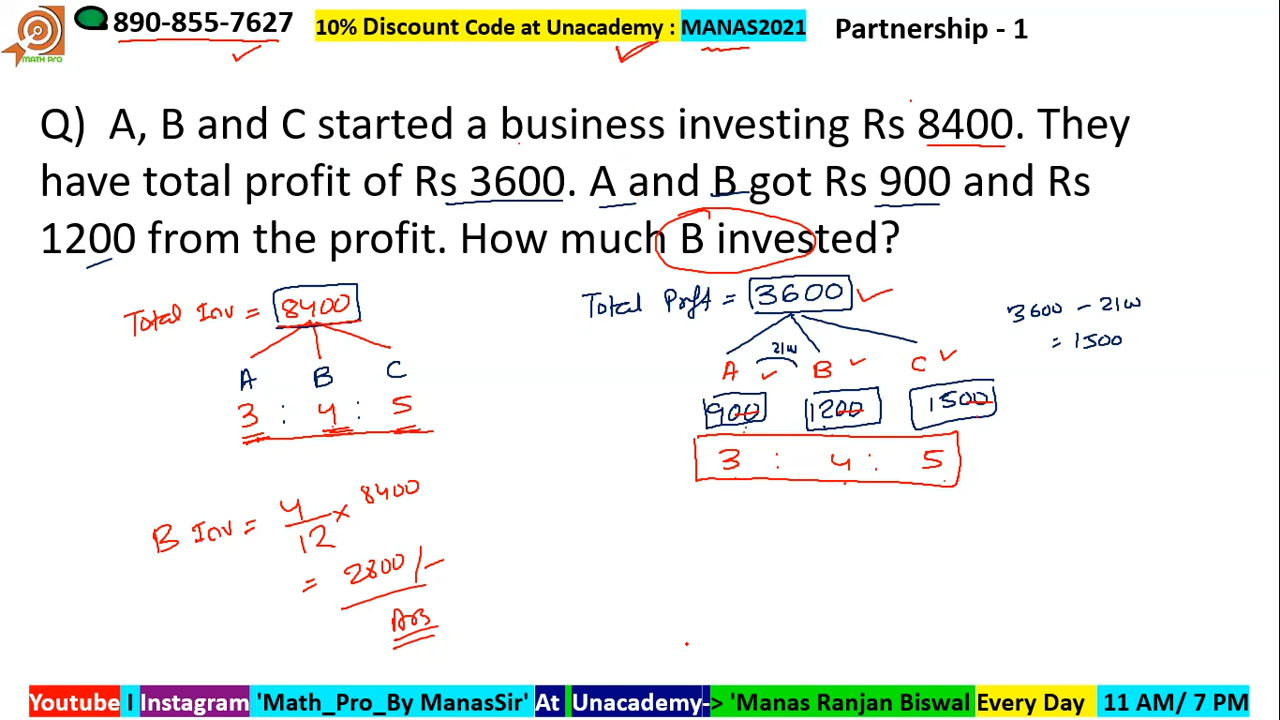 890-855-7627
10% Discount Code at Unacademy : MANAS2021
Partnership - 1
MATH PRO
Q) A, B and C started a business investing Rs 8400. They
have total profit of Rs 3600. A and B got Rs 900 and Rs
1200 from the profit. How much B invested?
Total Inv = 8400
A B C
3 : 4 : 5
B Inv = 4/12 × 8400
= 2800/-
Ans
Total Proft = 3600
2100
A B C
900 1200 1500
3 : 4 : 5
3600 - 2100
= 1500
Youtube I Instagram 'Math_Pro_By ManasSir' At Unacademy-> 'Manas Ranjan Biswal Every Day 11 AM/ 7 PM